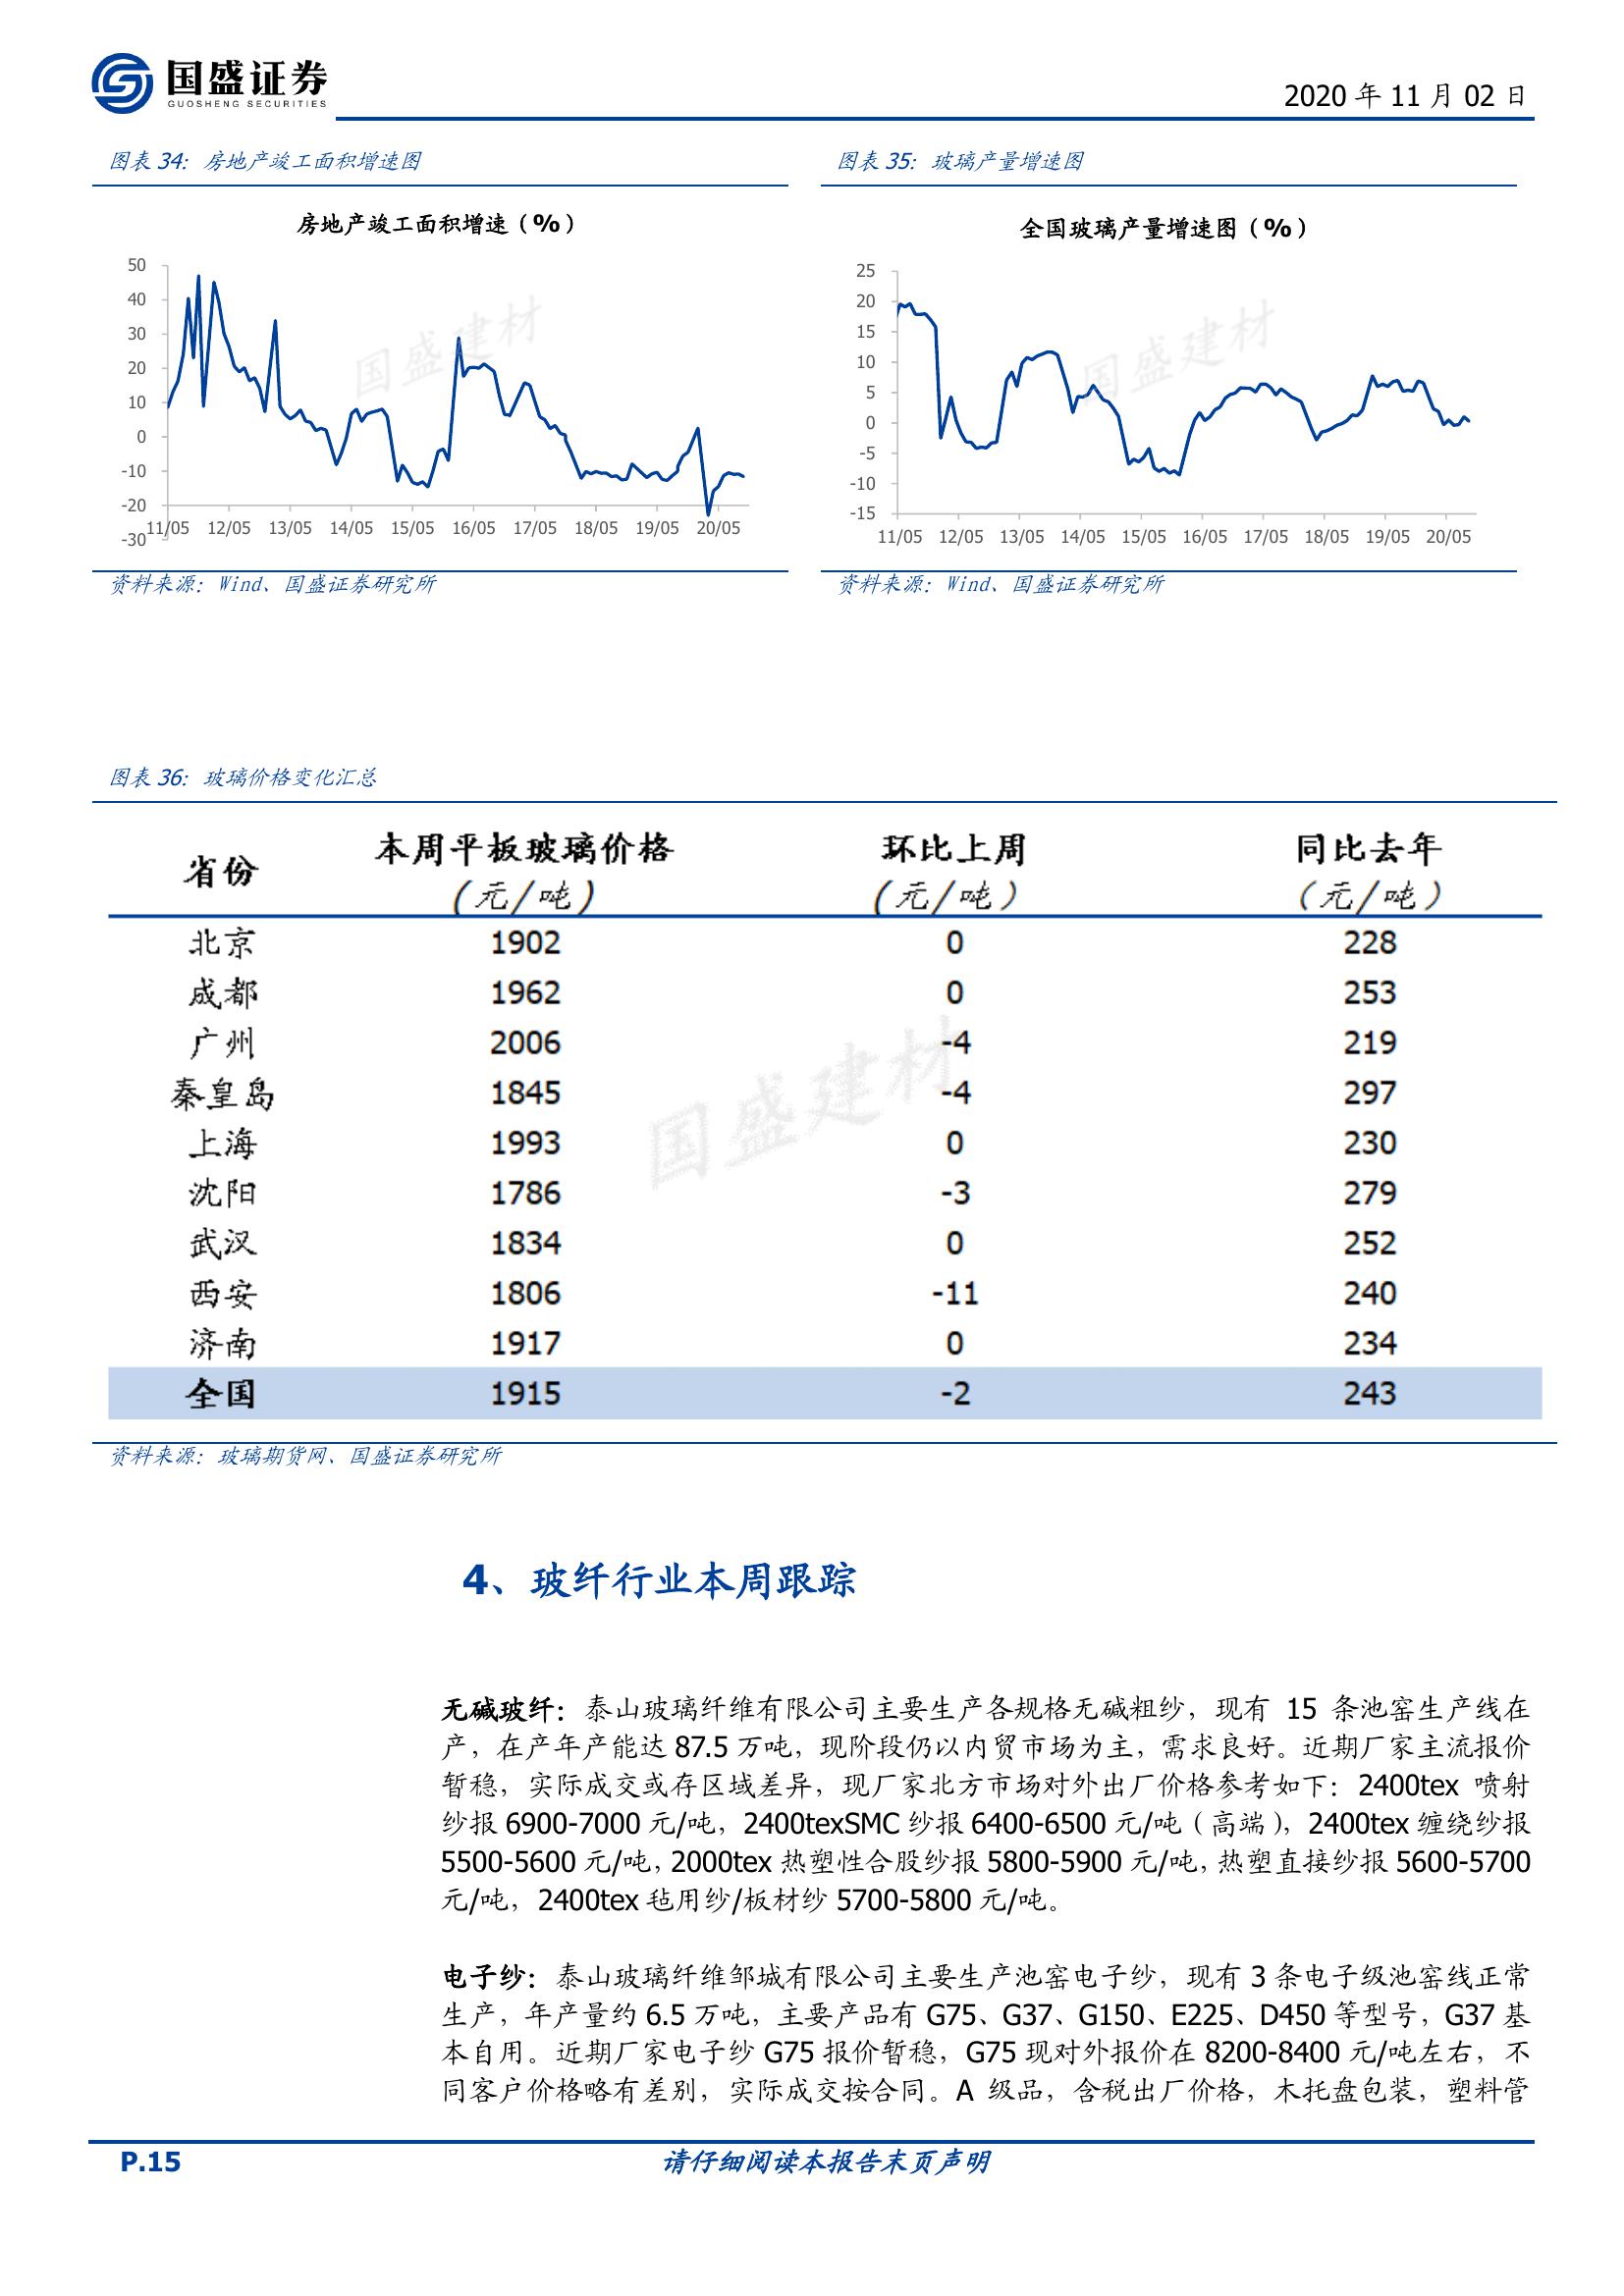 国盛证券
GUOSHENG SECURITIES
2020 年 11 月 02 日
图表 34：房地产竣工面积增速图
房地产竣工面积增速（%）
50
40
30
20
10
0
-10
-20
-30
11/05 12/05 13/05 14/05 15/05 16/05 17/05 18/05 19/05 20/05
国盛建材
资料来源：Wind、国盛证券研究所
图表 35：玻璃产量增速图
全国玻璃产量增速图（%）
25
20
15
10
5
0
-5
-10
-15
11/05 12/05 13/05 14/05 15/05 16/05 17/05 18/05 19/05 20/05
国盛建材
资料来源：Wind、国盛证券研究所
图表 36：玻璃价格变化汇总
省份 本周平板玻璃价格 环比上周 同比去年
（元/吨） （元/吨） （元/吨）
北京 1902 0 228
成都 1962 0 253
广州 2006 -4 219
秦皇岛 1845 -4 297
上海 1993 0 230
沈阳 1786 -3 279
武汉 1834 0 252
西安 1806 -11 240
济南 1917 0 234
全国 1915 -2 243
国盛建材
资料来源：玻璃期货网、国盛证券研究所
4、玻纤行业本周跟踪
无碱玻纤：泰山玻璃纤维有限公司主要生产各规格无碱粗纱，现有 15 条池窑生产线在
产，在产年产能达 87.5 万吨，现阶段仍以内贸市场为主，需求良好。近期厂家主流报价
暂稳，实际成交或存区域差异，现厂家北方市场对外出厂价格参考如下：2400tex 喷射
纱报 6900-7000 元/吨，2400texSMC 纱报 6400-6500 元/吨（高端），2400tex 缠绕纱报
5500-5600 元/吨，2000tex 热塑性合股纱报 5800-5900 元/吨，热塑直接纱报 5600-5700
元/吨，2400tex 毡用纱/板材纱 5700-5800 元/吨。
电子纱：泰山玻璃纤维邹城有限公司主要生产池窑电子纱，现有 3 条电子级池窑线正常
生产，年产量约 6.5 万吨，主要产品有 G75、G37、G150、E225、D450 等型号，G37 基
本自用。近期厂家电子纱 G75 报价暂稳，G75 现对外报价在 8200-8400 元/吨左右，不
同客户价格略有差别，实际成交按合同。A 级品，含税出厂价格，木托盘包装，塑料管
P.15
请仔细阅读本报告末页声明